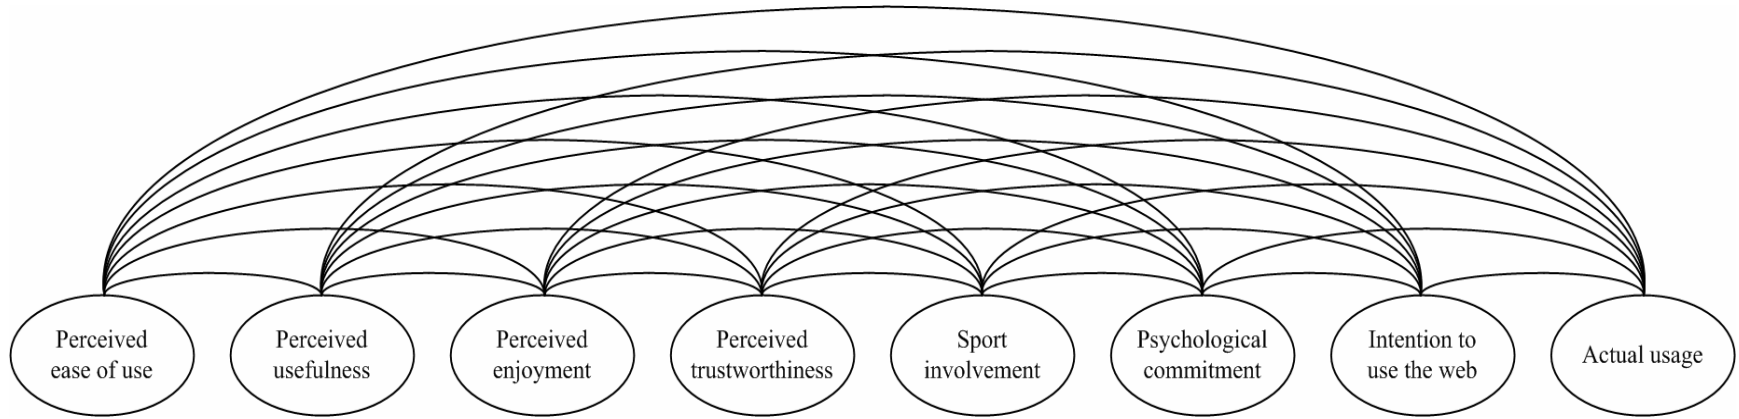 Perceived
ease of use
Perceived
usefulness
Perceived
enjoyment
Perceived
trustworthiness
Sport
involvement
Psychological
commitment
Intention to
use the web
Actual usage